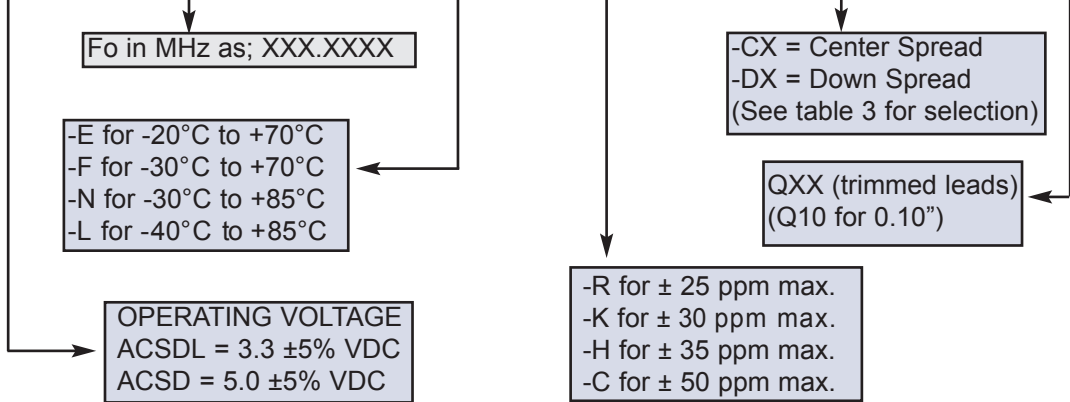 Fo in MHz as; XXX.XXXX
-E for -20°C to +70°C
-F for -30°C to +70°C
-N for -30°C to +85°C
-L for -40°C to +85°C
OPERATING VOLTAGE
ACSDL = 3.3 ±5% VDC
ACSD = 5.0 ±5% VDC
-CX = Center Spread
-DX = Down Spread
(See table 3 for selection)
QXX (trimmed leads)
(Q10 for 0.10”)
-R for ± 25 ppm max.
-K for ± 30 ppm max.
-H for ± 35 ppm max.
-C for ± 50 ppm max.